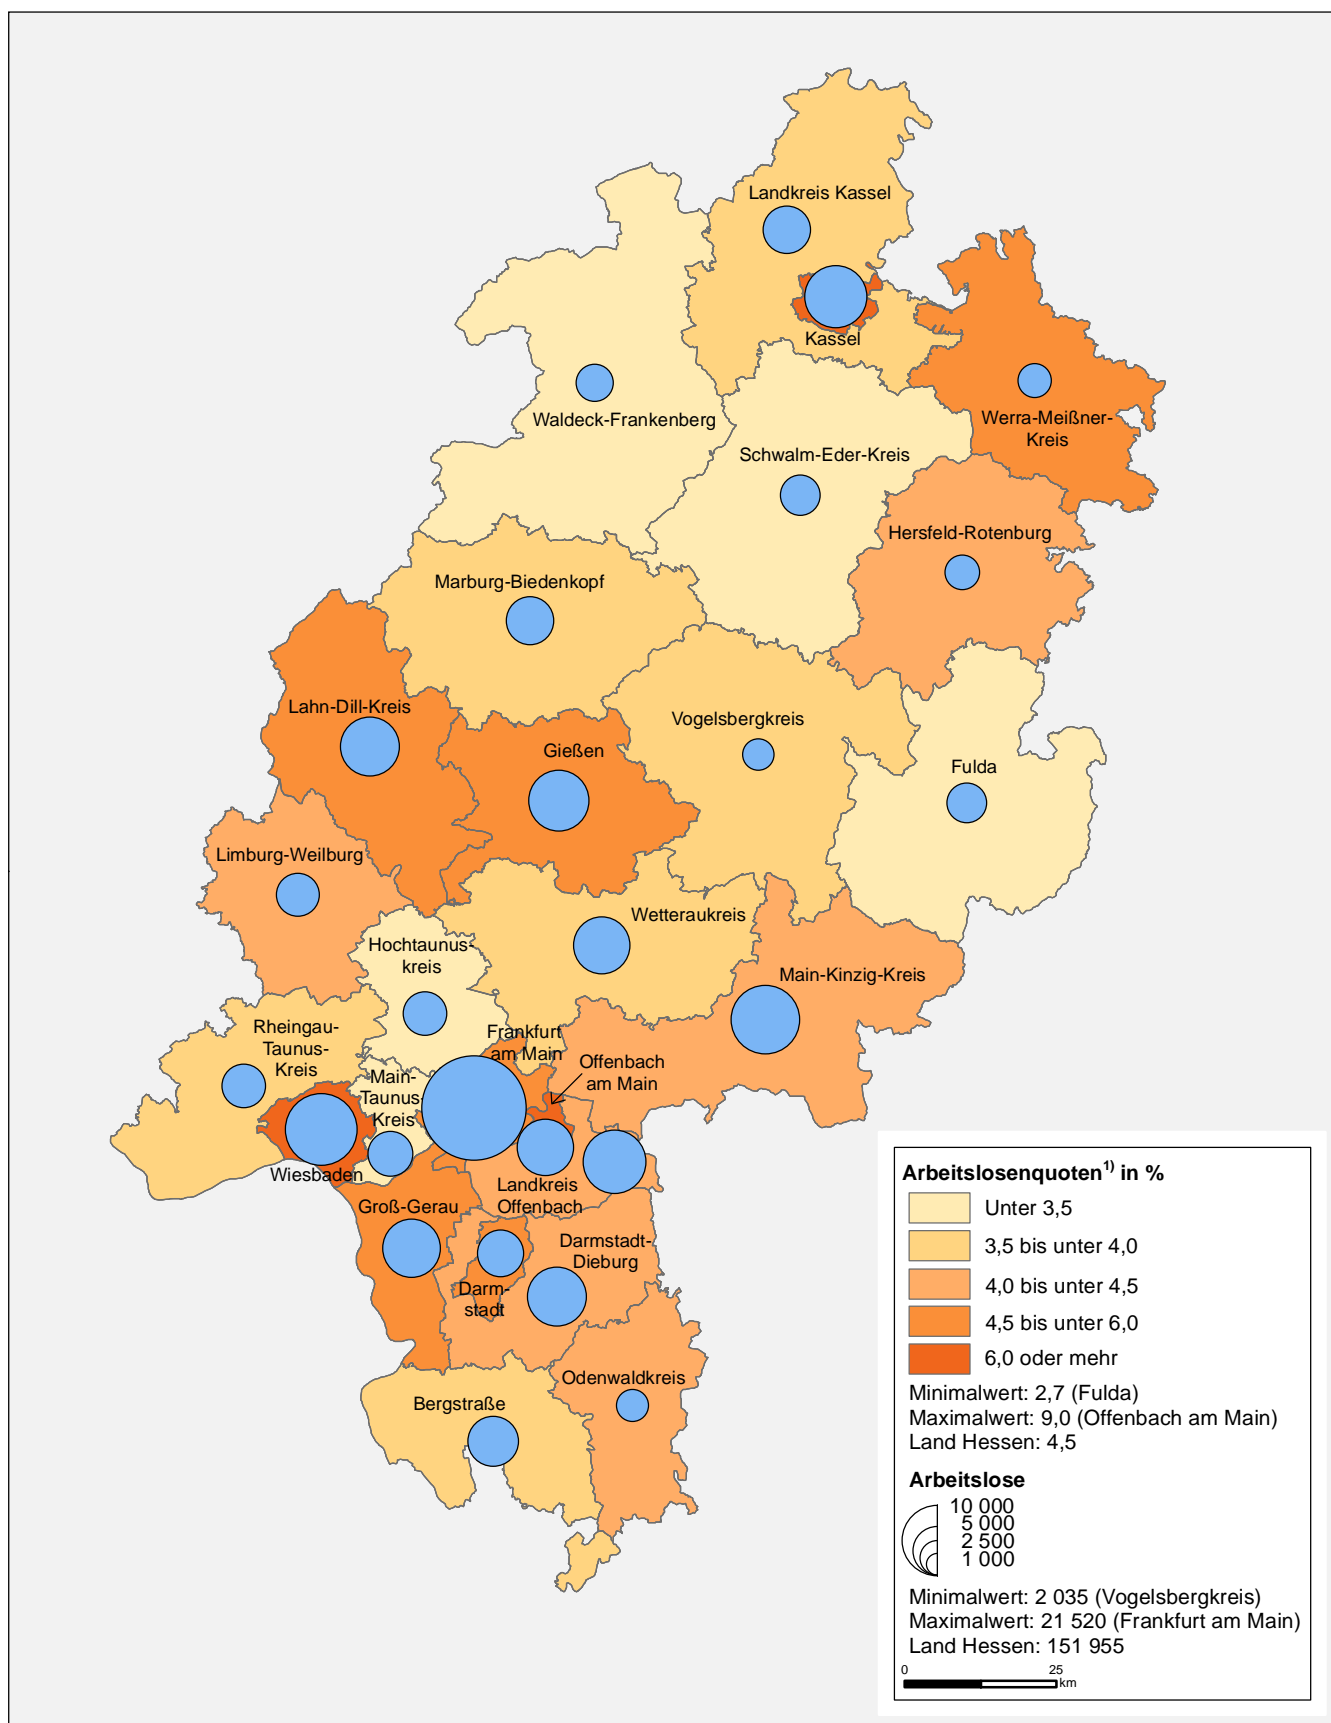 Landkreis Kassel
Kassel
Waldeck-Frankenberg
Werra-Meißner-
Kreis
Schwalm-Eder-Kreis
Hersfeld-Rotenburg
Marburg-Biedenkopf
Lahn-Dill-Kreis
Gießen
Vogelsbergkreis
Fulda
Limburg-Weilburg
Wetteraukreis
Hochtaunus-
kreis
Main-Kinzig-Kreis
Rheingau-
Taunus-
Kreis
Frankfurt
am Main
Offenbach
am Main
Main-
Taunus-
Kreis
Wiesbaden
Landkreis
Offenbach
Groß-Gerau
Darmstadt-
Dieburg
Darm-
stadt
Odenwaldkreis
Bergstraße
Arbeitslosenquoten1) in %
Unter 3,5
3,5 bis unter 4,0
4,0 bis unter 4,5
4,5 bis unter 6,0
6,0 oder mehr
Minimalwert: 2,7 (Fulda)
Maximalwert: 9,0 (Offenbach am Main)
Land Hessen: 4,5
Arbeitslose
10 000
5 000
2 500
1 000
Minimalwert: 2 035 (Vogelsbergkreis)
Maximalwert: 21 520 (Frankfurt am Main)
Land Hessen: 151 955
0 25
km